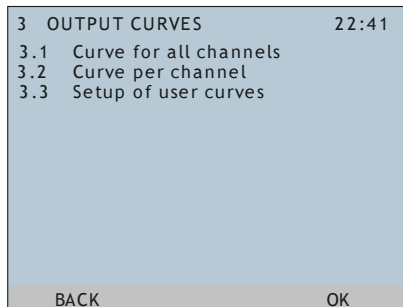 3 OUTPUT CURVES 22:41
3.1 Curve for all channels
3.2 Curve per channel
3.3 Setup of user curves
BACK OK